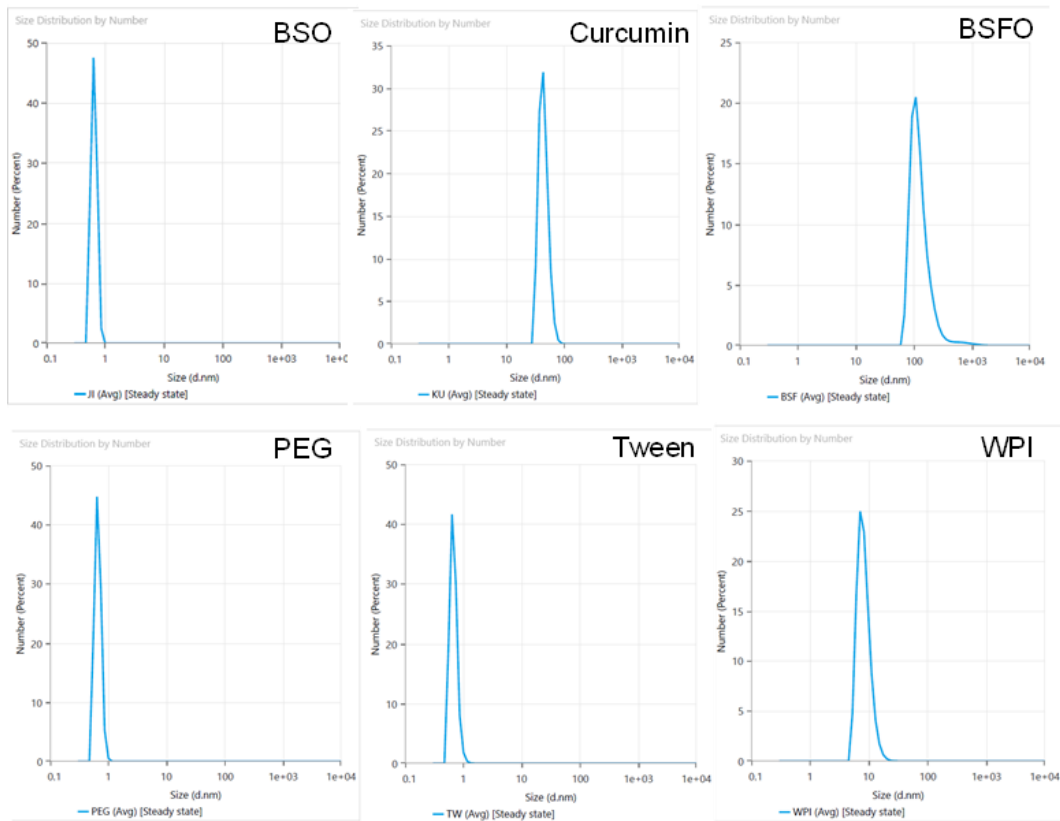 Size Distribution by Number
BSO
50
40
30
20
10
0
Number (Percent)
0.1 1 10 100 1e+03 1e+0
Size (d.nm)
JI (Avg) [Steady state]
Size Distribution by Number
Curcumin
35
30
25
20
15
10
5
0
Number (Percent)
0.1 1 10 100 1e+03 1e+04
Size (d.nm)
KU (Avg) [Steady state]
Size Distribution by Number
BSFO
25
20
15
10
5
0
Number (Percent)
0.1 1 10 100 1e+03 1e+04
Size (d.nm)
BSF (Avg) [Steady state]
Size Distribution by Number
PEG
50
40
30
20
10
0
Number (Percent)
0.1 1 10 100 1e+03 1e+04
Size (d.nm)
PEG (Avg) [Steady state]
Size Distribution by Number
Tween
50
40
30
20
10
0
Number (Percent)
0.1 1 10 100 1e+03 1e+04
Size (d.nm)
TW (Avg) [Steady state]
Size Distribution by Number
WPI
30
25
20
15
10
5
0
Number (Percent)
0.1 1 10 100 1e+03 1e+04
Size (d.nm)
WPI (Avg) [Steady state]